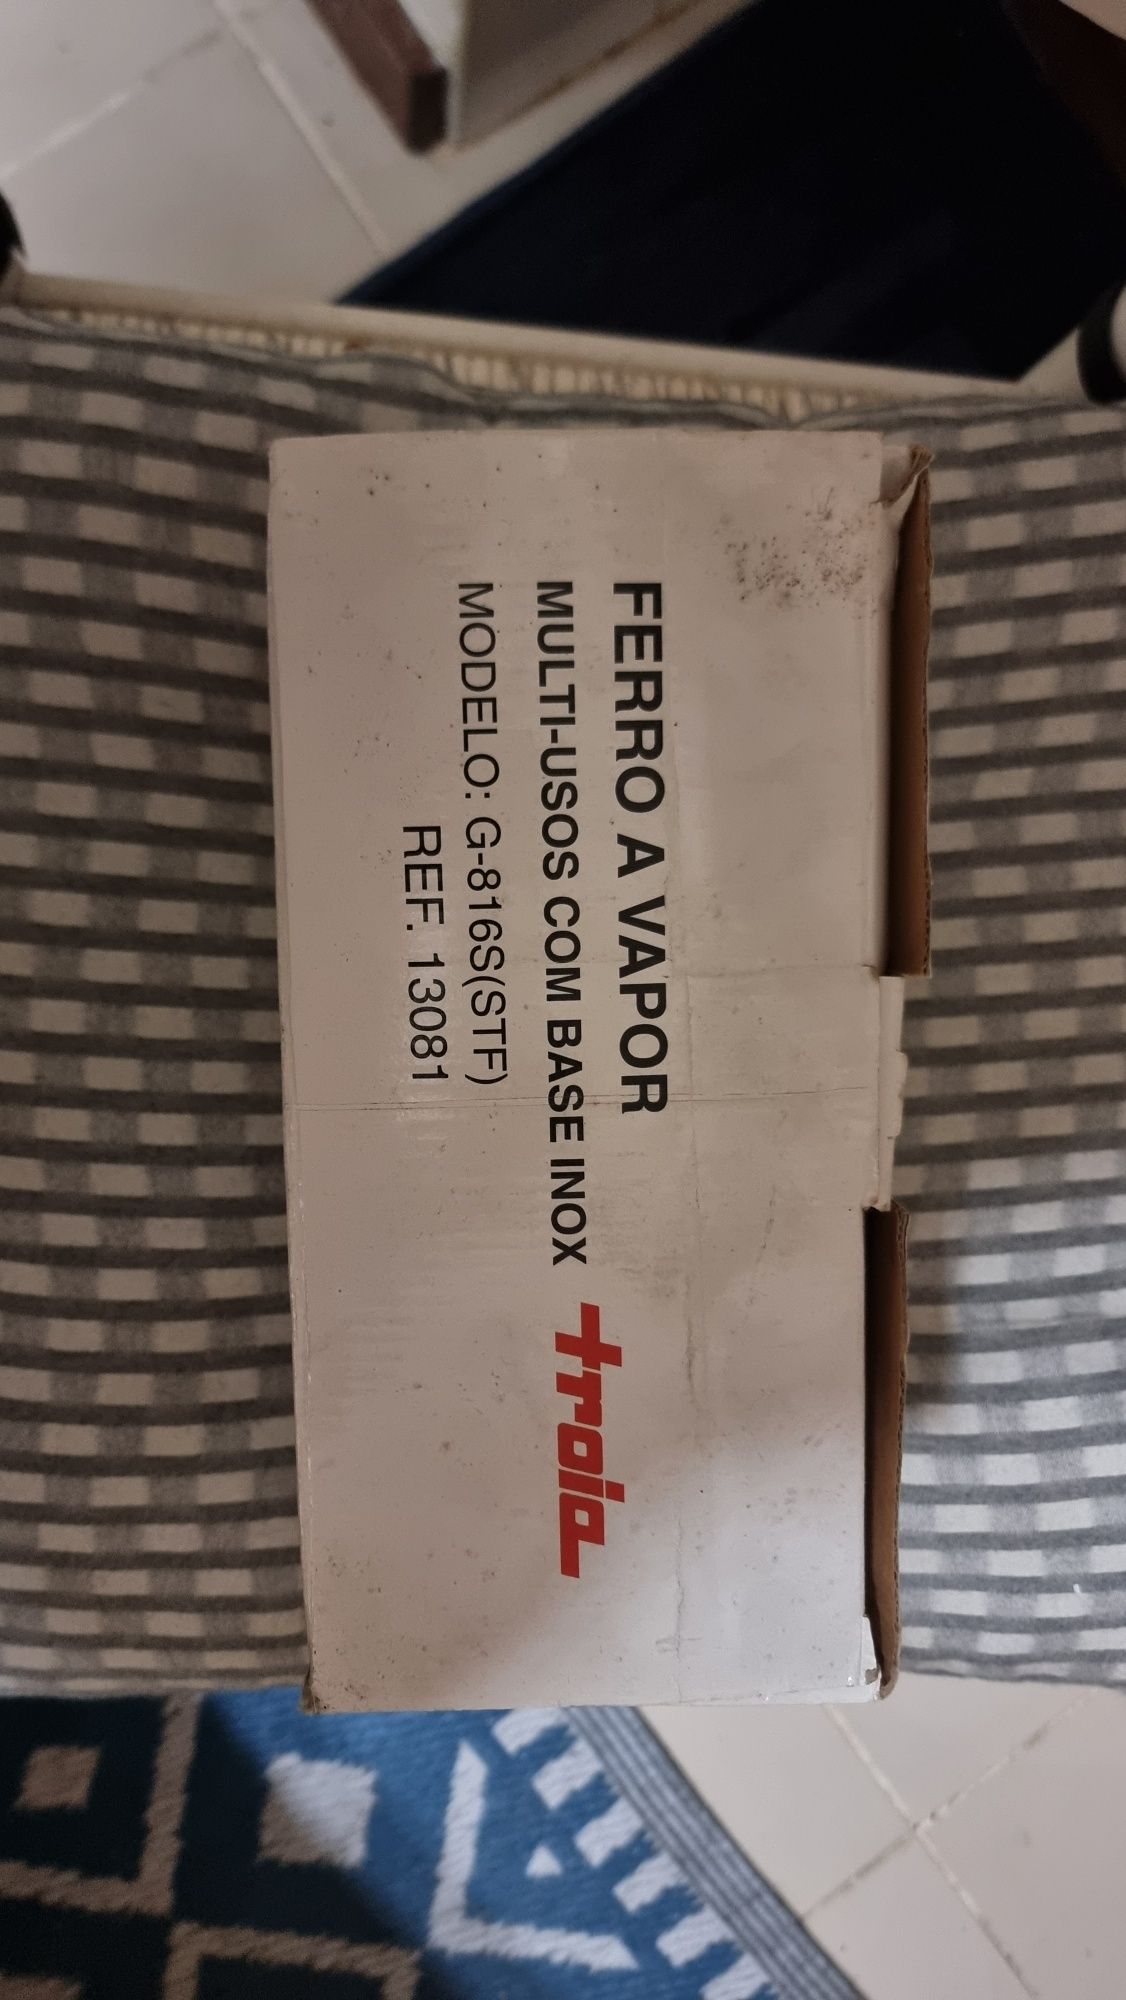 FERRO A VAPOR
MULTI-USOS COM BASE INOX
MODELO: G-816S(STF)
REF. 13081
troia